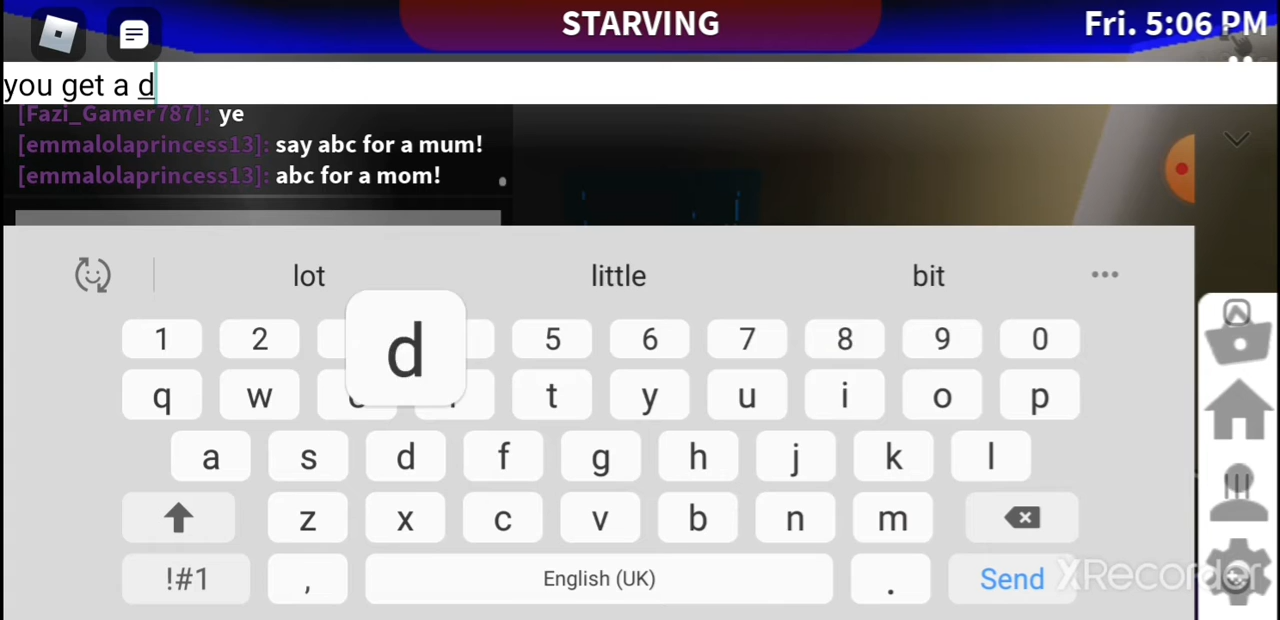 STARVING
Fri. 5:06 PM
you get a d
[Fazi_Gamer787]: ye
[emmalolaprincess13]: say abc for a mum!
[emmalolaprincess13]: abc for a mom!
lot little bit
d
1 2 5 6 7 8 9 0
q w t y u i o p
a s d f g h j k l
z x c v b n m
!#1 , English (UK) . Send
XRecorder